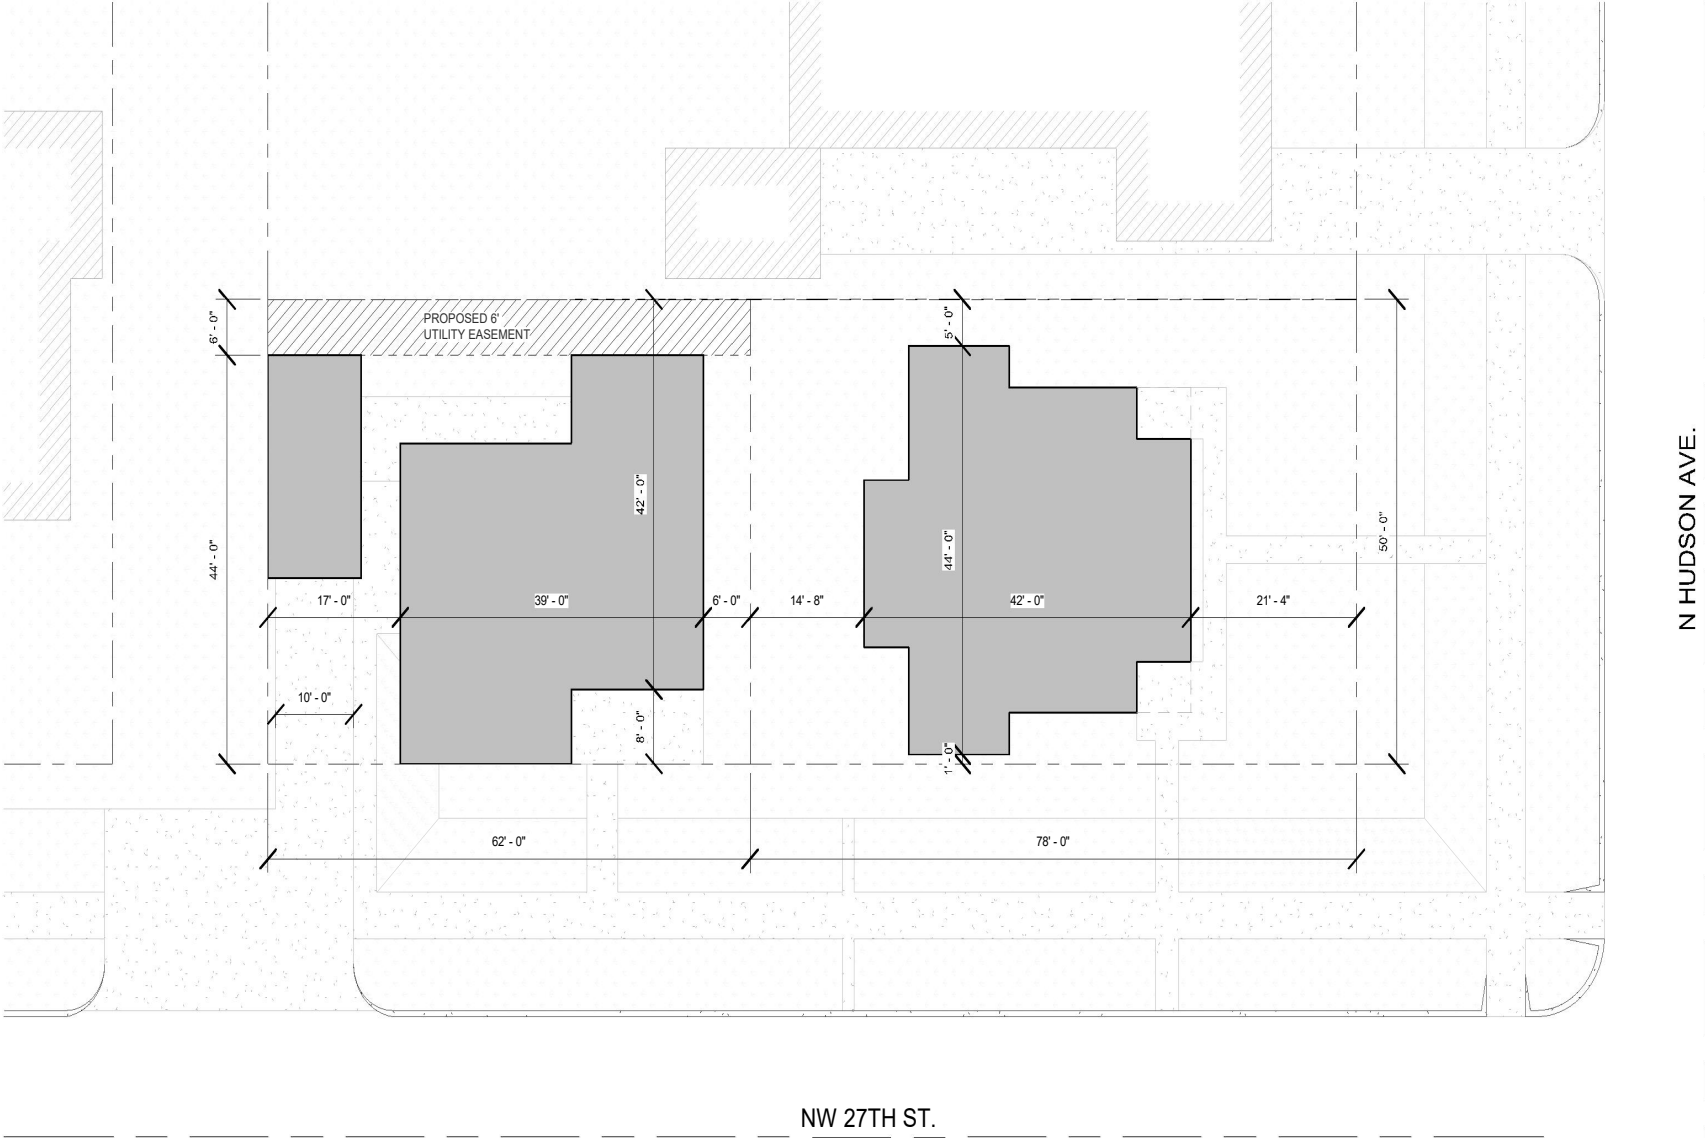 6' - 0"
PROPOSED 6'
UTILITY EASEMENT
5' - 0"
42' - 0"
44' - 0"
44' - 0"
50' - 0"
N HUDSON AVE.
17' - 0"
39' - 0"
6' - 0"
14' - 8"
42' - 0"
21' - 4"
10' - 0"
8' - 0"
1' - 0"
62' - 0"
78' - 0"
NW 27TH ST.